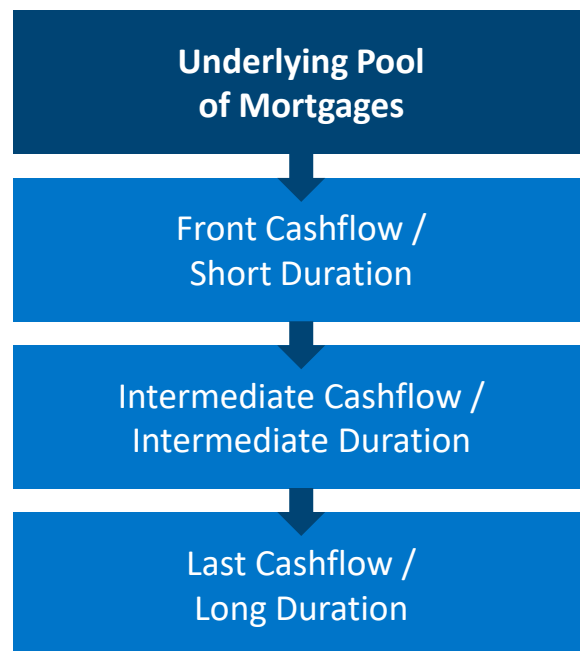 Underlying Pool
of Mortgages
Front Cashflow /
Short Duration
Intermediate Cashflow /
Intermediate Duration
Last Cashflow /
Long Duration